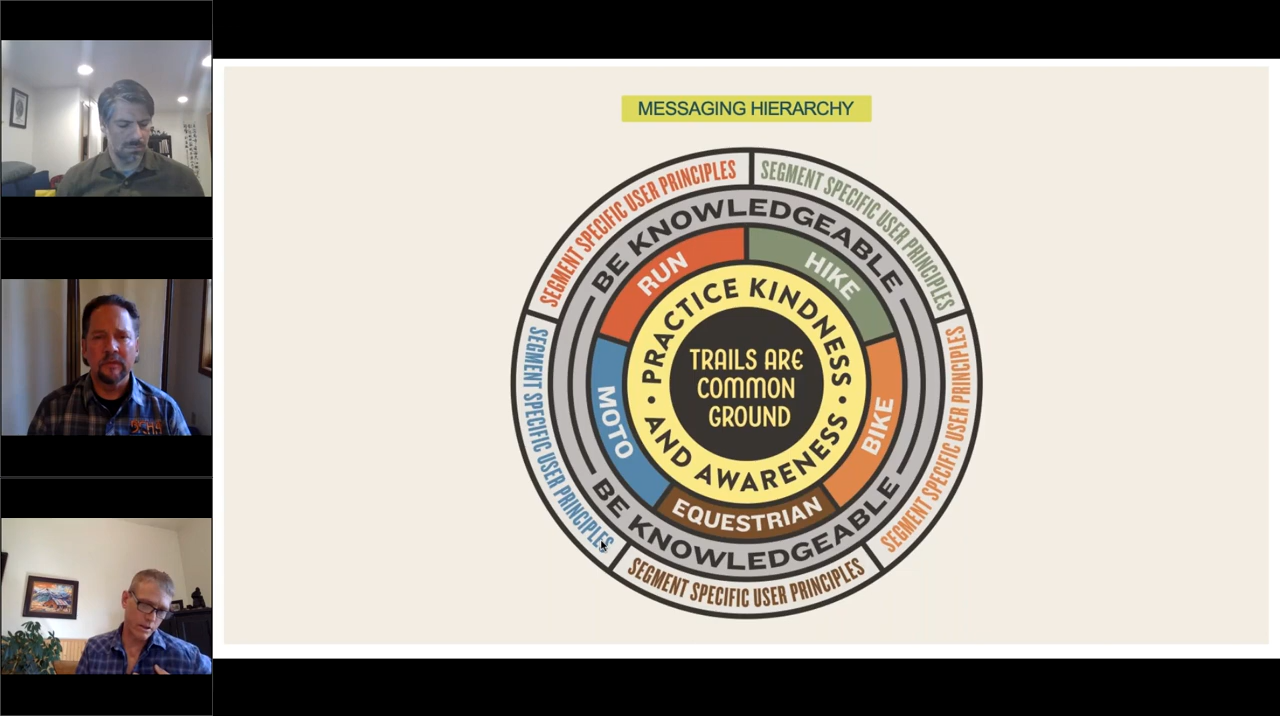 MESSAGING HIERARCHY
SEGMENT SPECIFIC USER PRINCIPLES
SEGMENT SPECIFIC USER PRINCIPLES
BE KNOWLEDGEABLE
RUN
HIKE
PRACTICE KINDNESS
TRAILS ARE
COMMON
GROUND
• AND AWARENESS •
MOTO
BIKE
EQUESTRIAN
BE KNOWLEDGEABLE
SEGMENT SPECIFIC USER PRINCIPLES
SEGMENT SPECIFIC USER PRINCIPLES
SEGMENT SPECIFIC USER PRINCIPLES